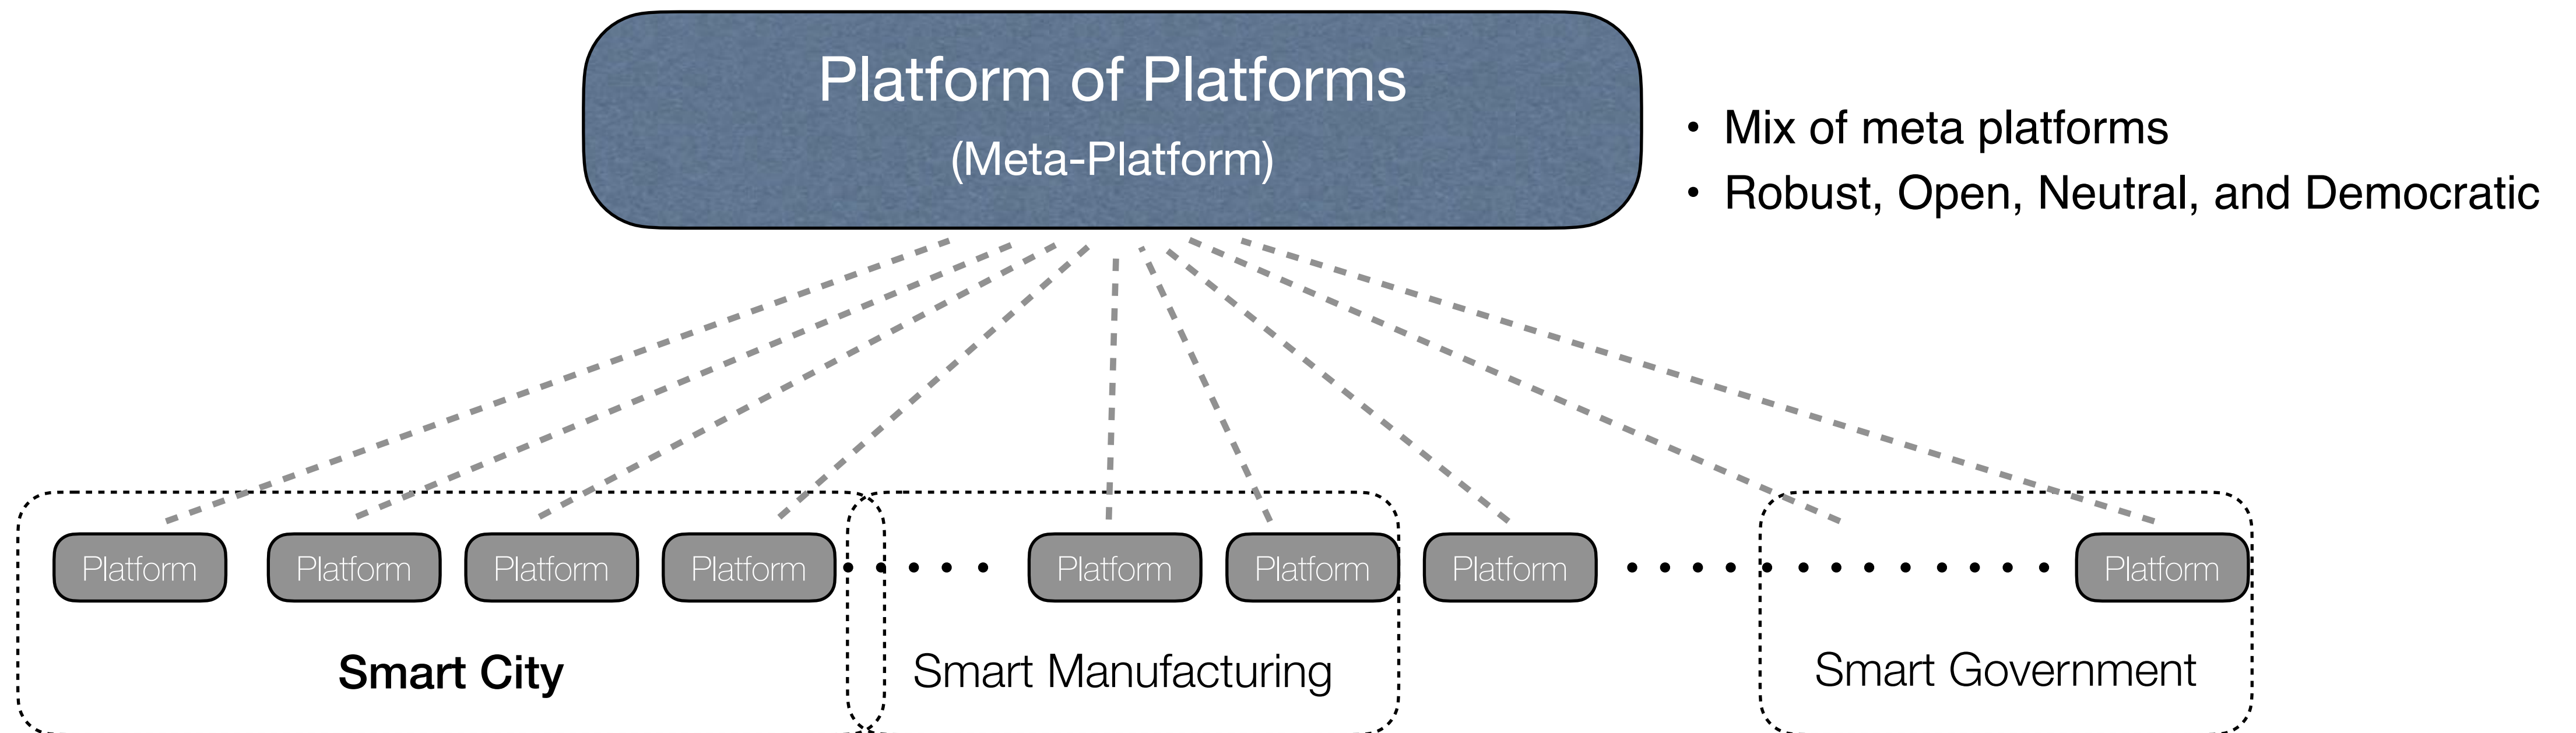 Platform of Platforms
(Meta-Platform)
• Mix of meta platforms
• Robust, Open, Neutral, and Democratic
Platform
Platform
Platform
Platform
Platform
Platform
Platform
Platform
Smart City
Smart Manufacturing
Smart Government